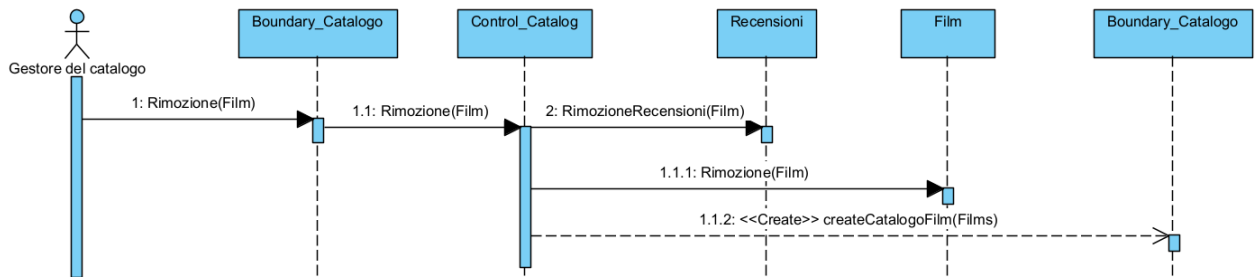 Boundary_Catalogo
Control_Catalog
Recensioni
Film
Boundary_Catalogo
Gestore del catalogo
1: Rimozione(Film)
1.1: Rimozione(Film)
2: RimozioneRecensioni(Film)
1.1.1: Rimozione(Film)
1.1.2: <<Create>> createCatalogoFilm(Films)